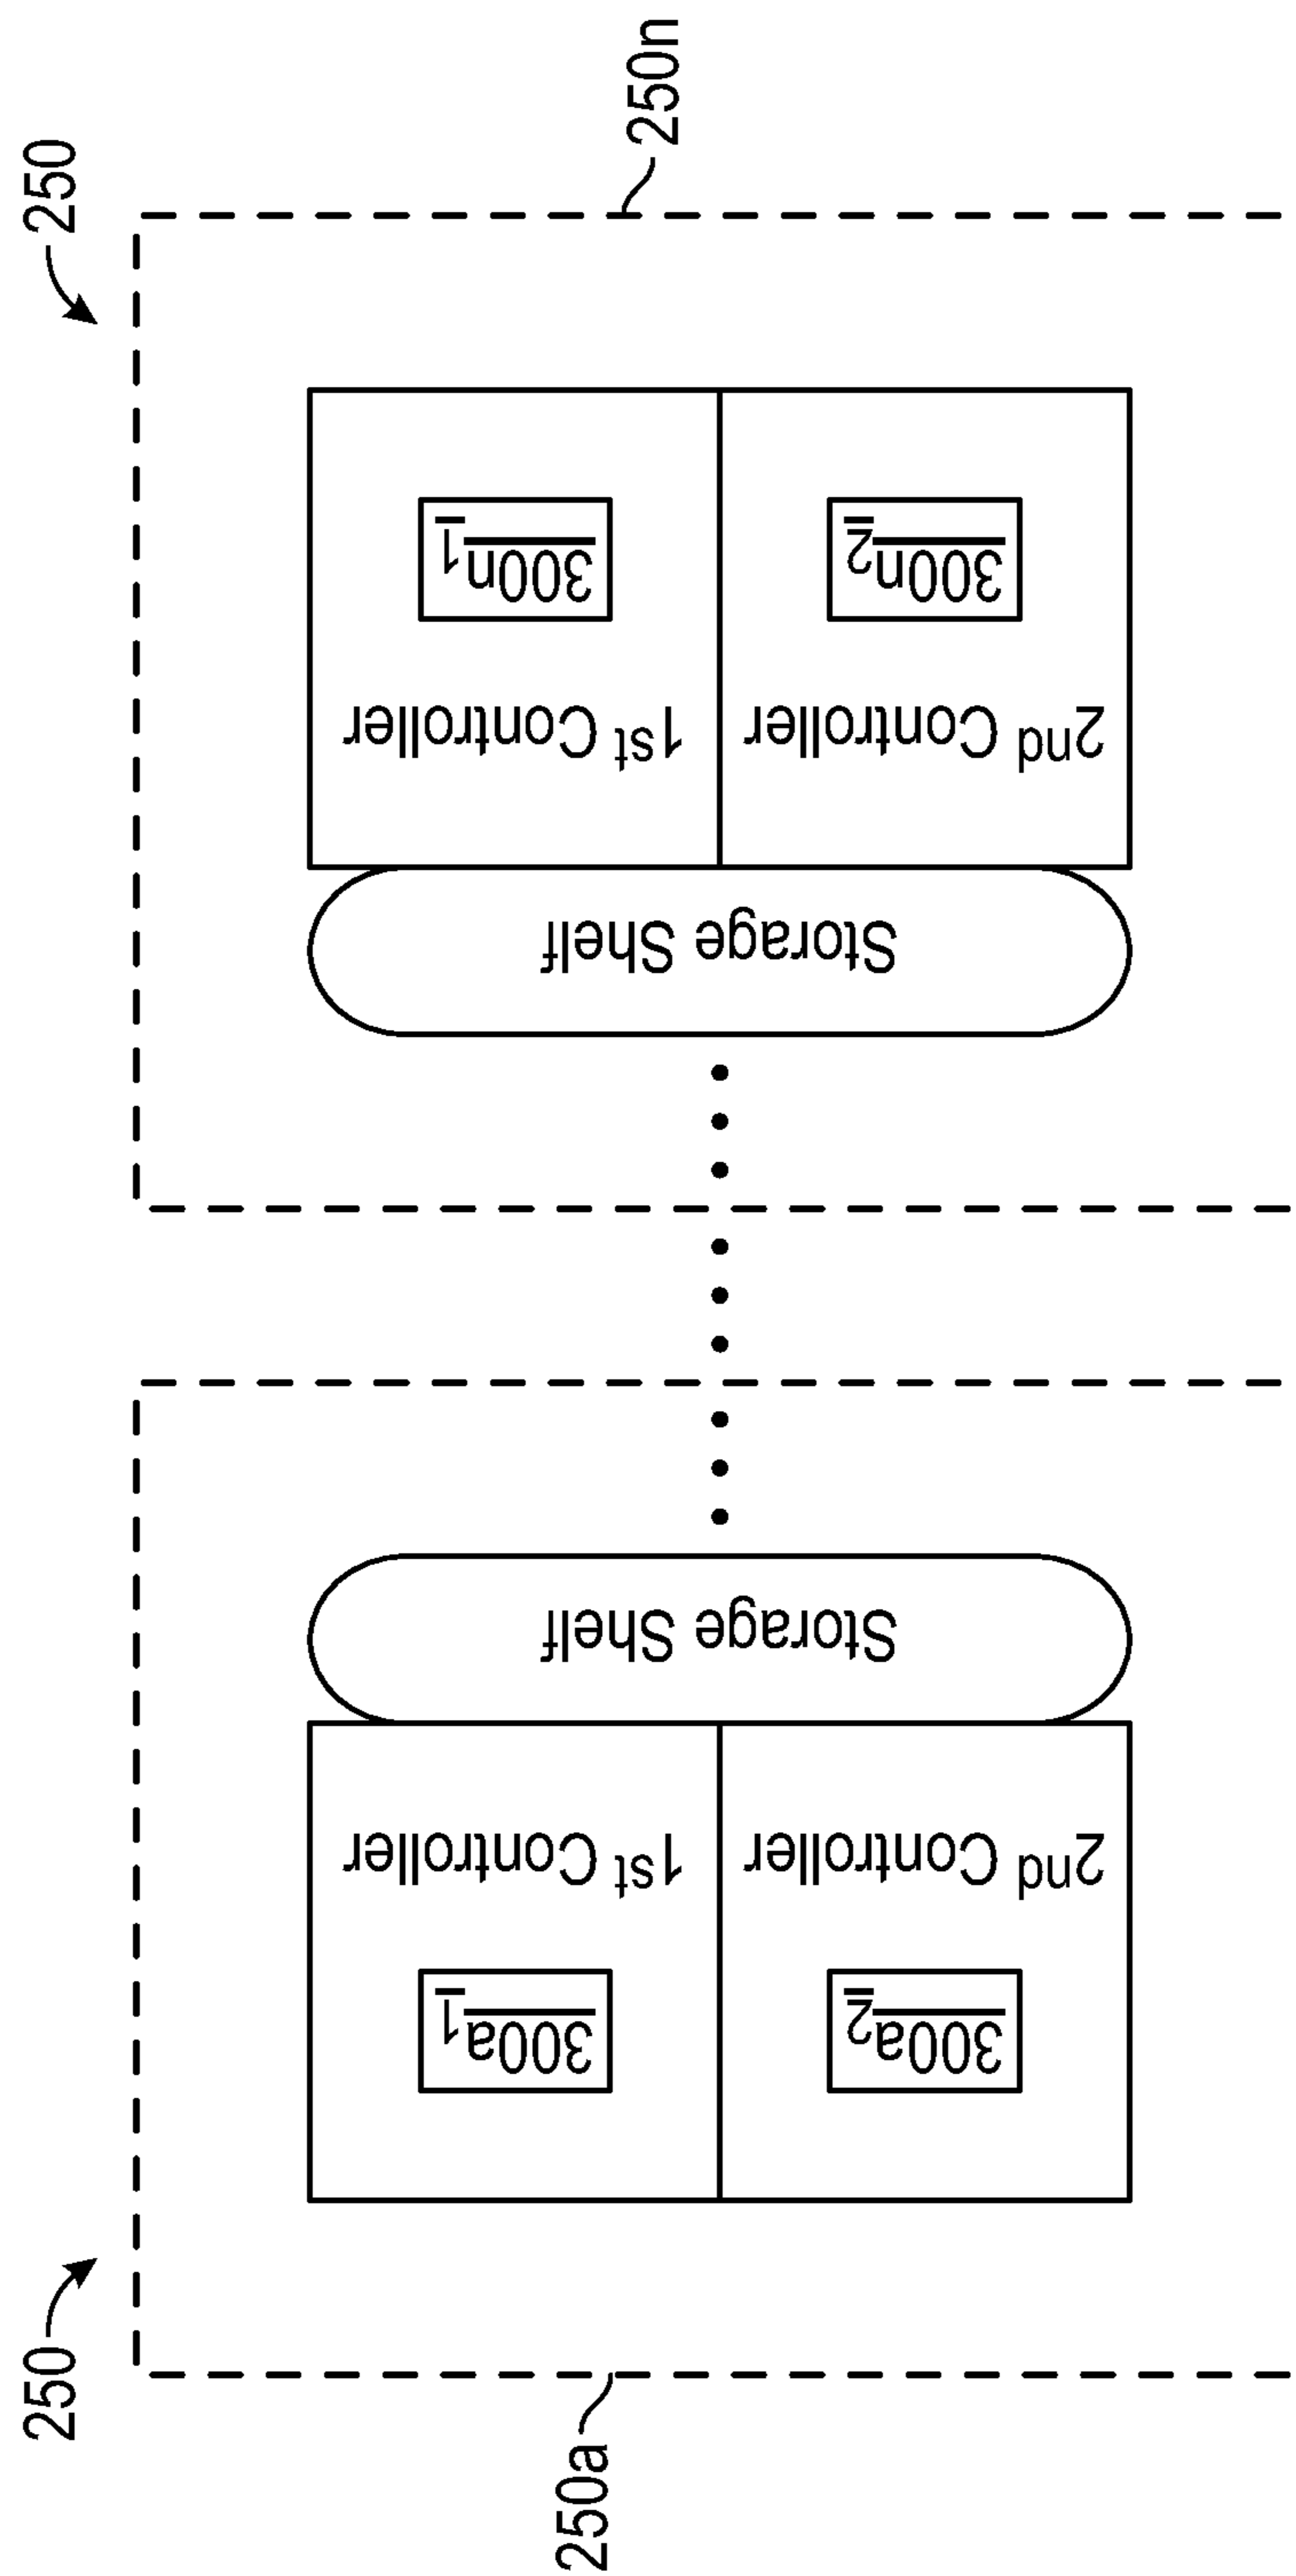 250
250
250a
250n
Storage Shelf
1st Controller
300a1
2nd Controller
300a2
Storage Shelf
1st Controller
300n1
2nd Controller
300n2